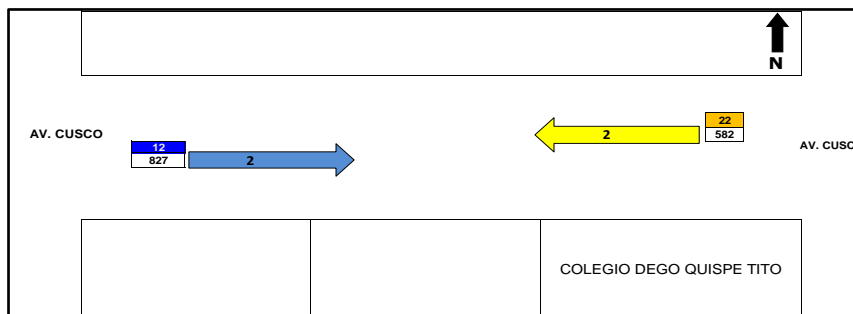 N
22
582
2
AV. CUSCO
12
827
2
AV. CUSC
COLEGIO DEGO QUISPE TITO